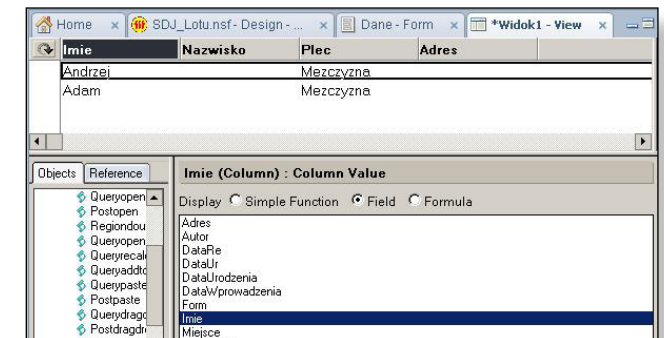 Home x SDJ_Lotu.nsf - Design - ... x Dane - Form x *Widok1 - View x
Imie Nazwisko Plec Adres
Andrzej Mezczyzna
Adam Mezczyzna
Objects Reference
Imie (Column) : Column Value
Display Simple Function Field Formula
Queryopen
Postopen
Regiondou
Queryopen
Queryrecal
Queryaddto
Querypaste
Postpaste
Querydragd
Postdragdr
Adres
Autor
DataRe
DataUr
DataUrodzenia
DataWprowadzenia
Form
Imie
Miejsce